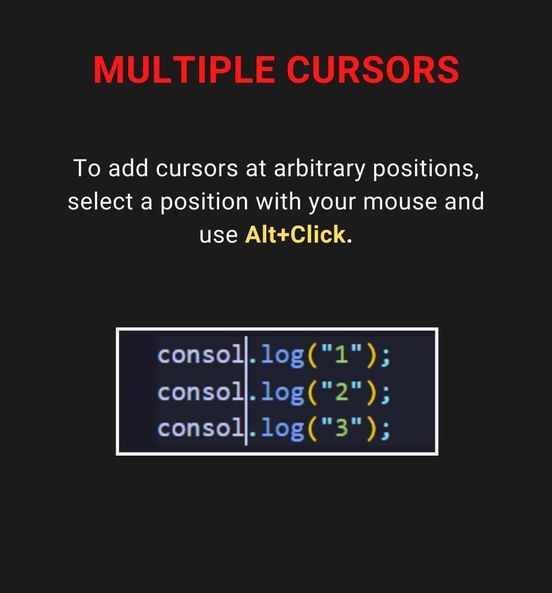 MULTIPLE CURSORS
To add cursors at arbitrary positions,
select a position with your mouse and
use Alt+Click.
consol.log("1");
consol.log("2");
consol.log("3");